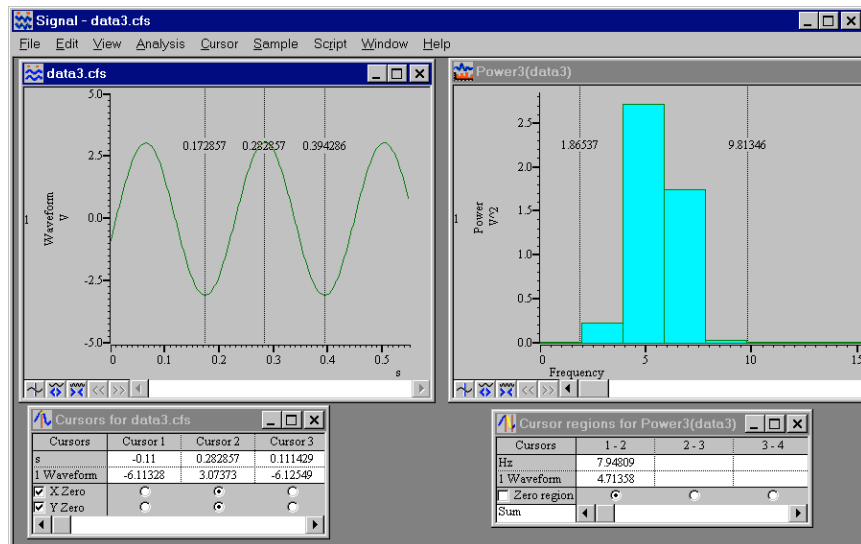 Signal - data3.cfs
File Edit View Analysis Cursor Sample Script Window Help
data3.cfs
5.0
2.5
0.0
-2.5
-5.0
1
Waveform
V
0.172857 0.282857 0.394286
0 0.1 0.2 0.3 0.4 0.5
s
Power3(data3)
2.5
2.0
1.5
1.0
0.5
0.0
1
Power
V^2
1.86537 9.81346
0 5 10 15
Frequency
Cursors for data3.cfs
Cursors Cursor 1 Cursor 2 Cursor 3
s -0.11 0.282857 0.111429
1 Waveform -6.11328 3.07373 -6.12549
X Zero
Y Zero
Cursor regions for Power3(data3)
Cursors 1 - 2 2 - 3 3 - 4
Hz 7.94809
1 Waveform 4.71358
Zero region
Sum